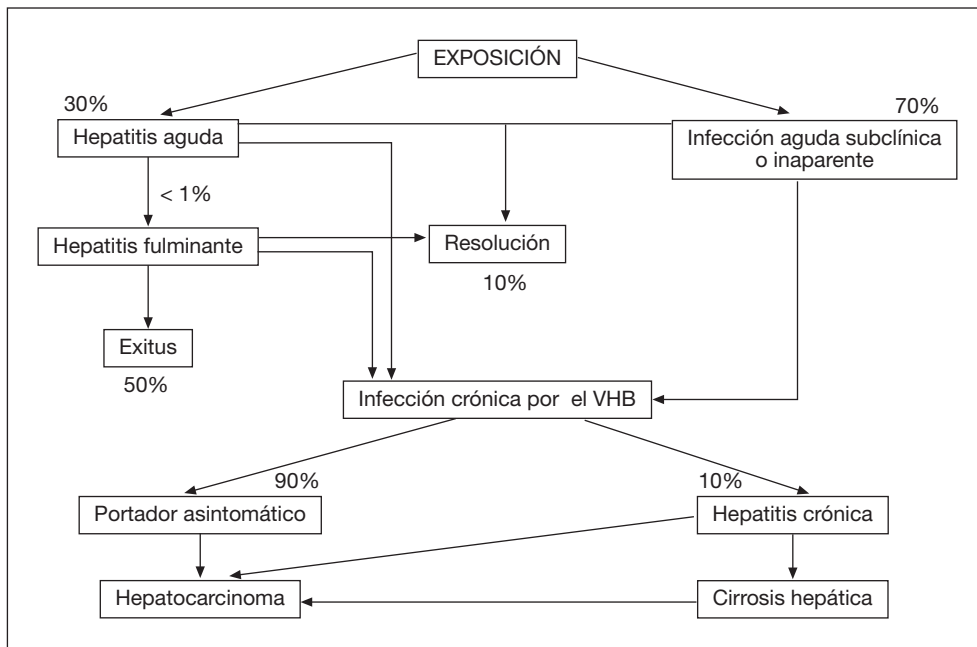 EXPOSICIÓN
30%
70%
Hepatitis aguda
Infección aguda subclínica
o inaparente
< 1%
Hepatitis fulminante
Resolución
10%
Exitus
50%
Infección crónica por el VHB
90%
10%
Portador asintomático
Hepatitis crónica
Hepatocarcinoma
Cirrosis hepática